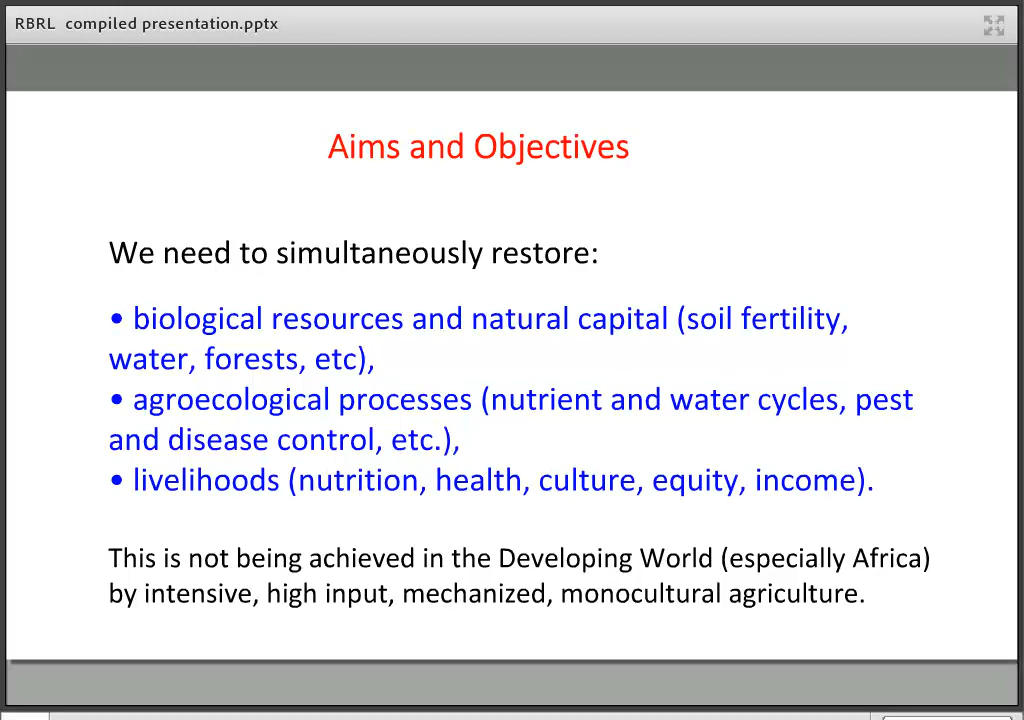 RBRL compiled presentation.pptx
Aims and Objectives
We need to simultaneously restore:
• biological resources and natural capital (soil fertility,
water, forests, etc),
• agroecological processes (nutrient and water cycles, pest
and disease control, etc.),
• livelihoods (nutrition, health, culture, equity, income).
This is not being achieved in the Developing World (especially Africa)
by intensive, high input, mechanized, monocultural agriculture.